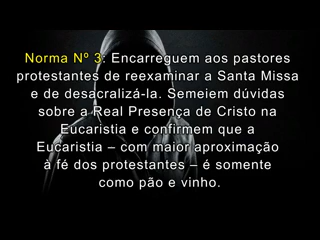 Norma Nº 3: Encarreguem aos pastores
protestantes de reexaminar a Santa Missa
e de desacralizá-la. Semeiem dúvidas
sobre a Real Presença de Cristo na
Eucaristia e confirmem que a
Eucaristia – com maior aproximação
à fé dos protestantes – é somente
como pão e vinho.